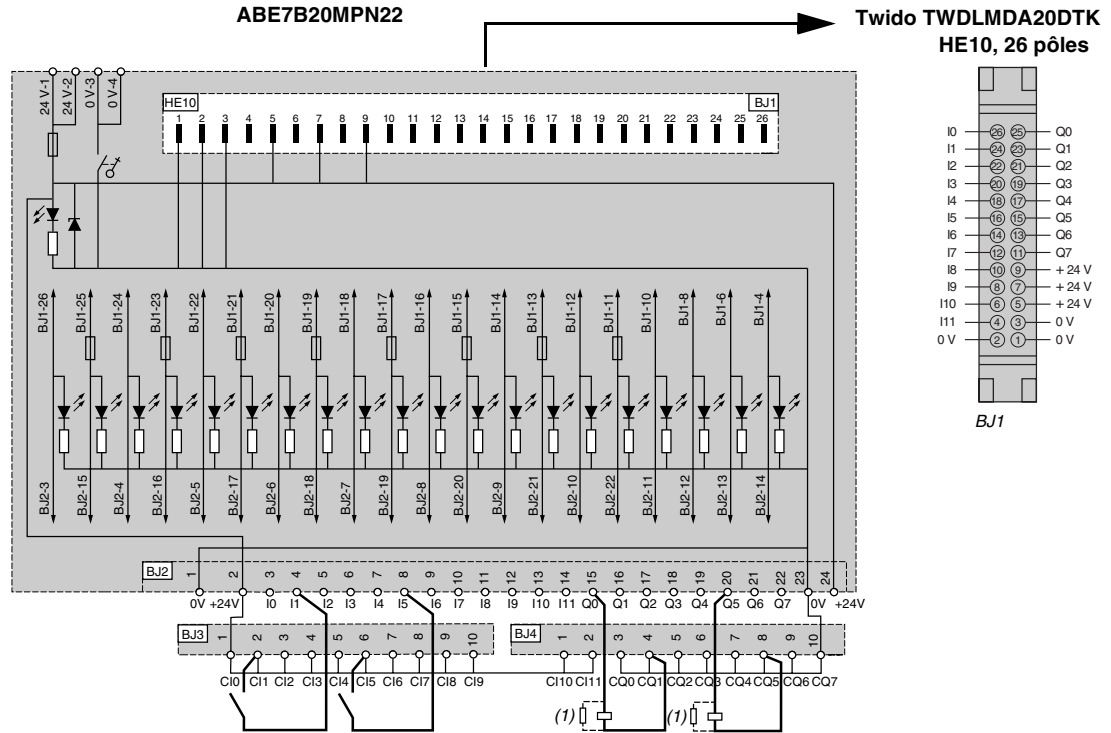 ABE7B20MPN22
Twido TWDLMDA20DTK
HE10, 26 pôles
24 V-1
24 V-2
0 V-3
0 V-4
HE10
BJ1
1 2 3 4 5 6 7 8 9 10 11 12 13 14 15 16 17 18 19 20 21 22 23 24 25 26
I0 26 25 Q0
I1 24 23 Q1
I2 22 21 Q2
I3 20 19 Q3
I4 18 17 Q4
I5 16 15 Q5
I6 14 13 Q6
I7 12 11 Q7
I8 10 9 + 24 V
I9 8 7 + 24 V
I10 6 5 + 24 V
I11 4 3 0 V
0 V 2 1 0 V
BJ1
BJ1-26 BJ1-25 BJ1-24 BJ1-23 BJ1-22 BJ1-21 BJ1-20 BJ1-19 BJ1-18 BJ1-17 BJ1-16 BJ1-15 BJ1-14 BJ1-13 BJ1-12 BJ1-11 BJ1-10 BJ1-8 BJ1-6 BJ1-4
BJ2-3 BJ2-15 BJ2-4 BJ2-16 BJ2-5 BJ2-17 BJ2-6 BJ2-18 BJ2-7 BJ2-19 BJ2-8 BJ2-20 BJ2-9 BJ2-21 BJ2-10 BJ2-22 BJ2-11 BJ2-12 BJ2-13 BJ2-14
BJ2 1 2 3 4 5 6 7 8 9 10 11 12 13 14 15 16 17 18 19 20 21 22 23 24
0V +24V I0 I1 I2 I3 I4 I5 I6 I7 I8 I9 I10 I11 Q0 Q1 Q2 Q3 Q4 Q5 Q6 Q7 0V +24V
BJ3 1 2 3 4 5 6 7 8 9 10
BJ4 1 2 3 4 5 6 7 8 9 10
CI0 CI1 CI2 CI3 CI4 CI5 CI6 CI7 CI8 CI9
CI10 CI11 CQ0 CQ1 CQ2 CQ3 CQ4 CQ5 CQ6 CQ7
(1)
(1)